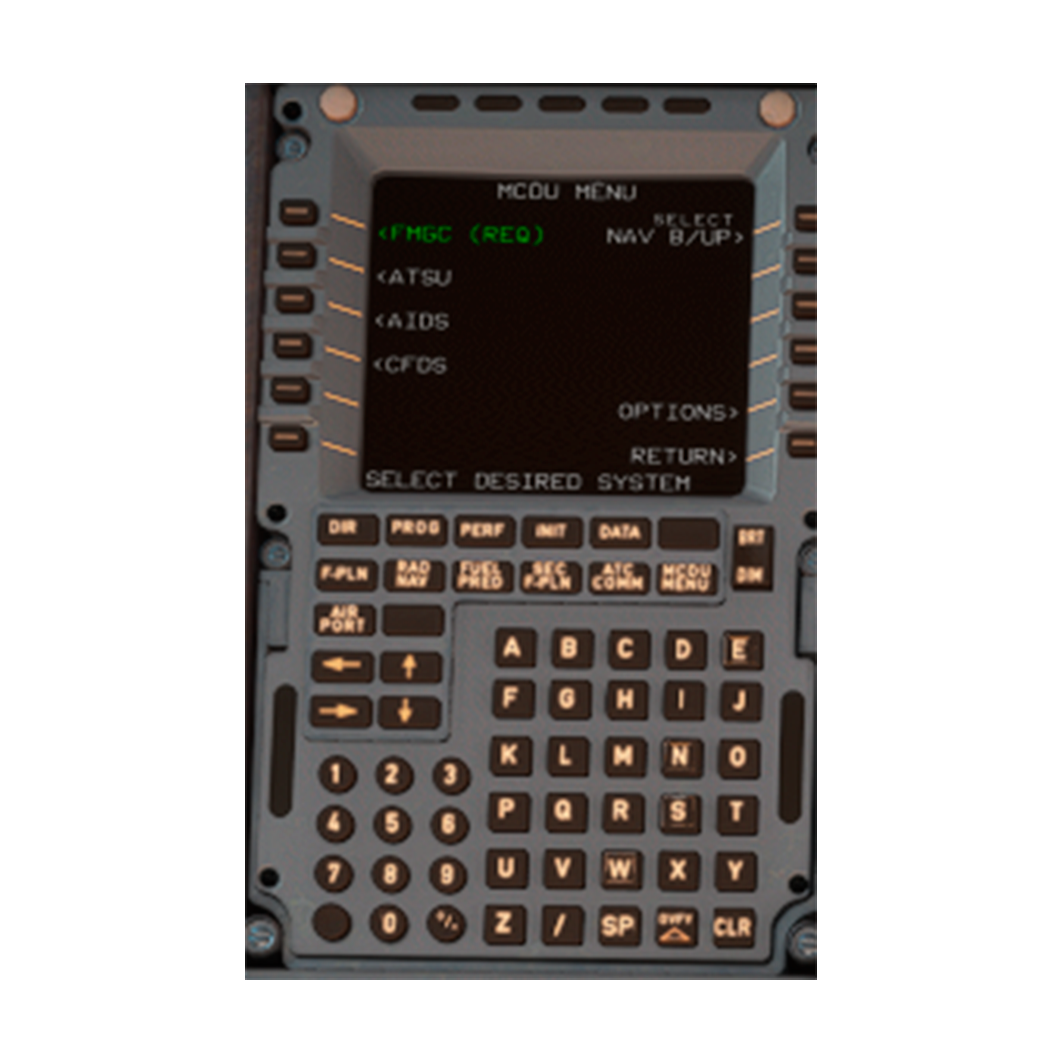 MCDU MENU
SELECT
<FMGC (REQ) NAV B/UP>
<ATSU
<AIDS
<CFDS
OPTIONS>
RETURN>
SELECT DESIRED SYSTEM
DIR PROG PERF INIT DATA
BRT
DIM
F-PLN RAD NAV FUEL PRED SEC F-PLN ATC COMM MCDU MENU
AIR PORT
← ↑
→ ↓
A B C D E
F G H I J
K L M N O
P Q R S T
U V W X Y
Z / SP OVFY CLR
1 2 3
4 5 6
7 8 9
0 +/-